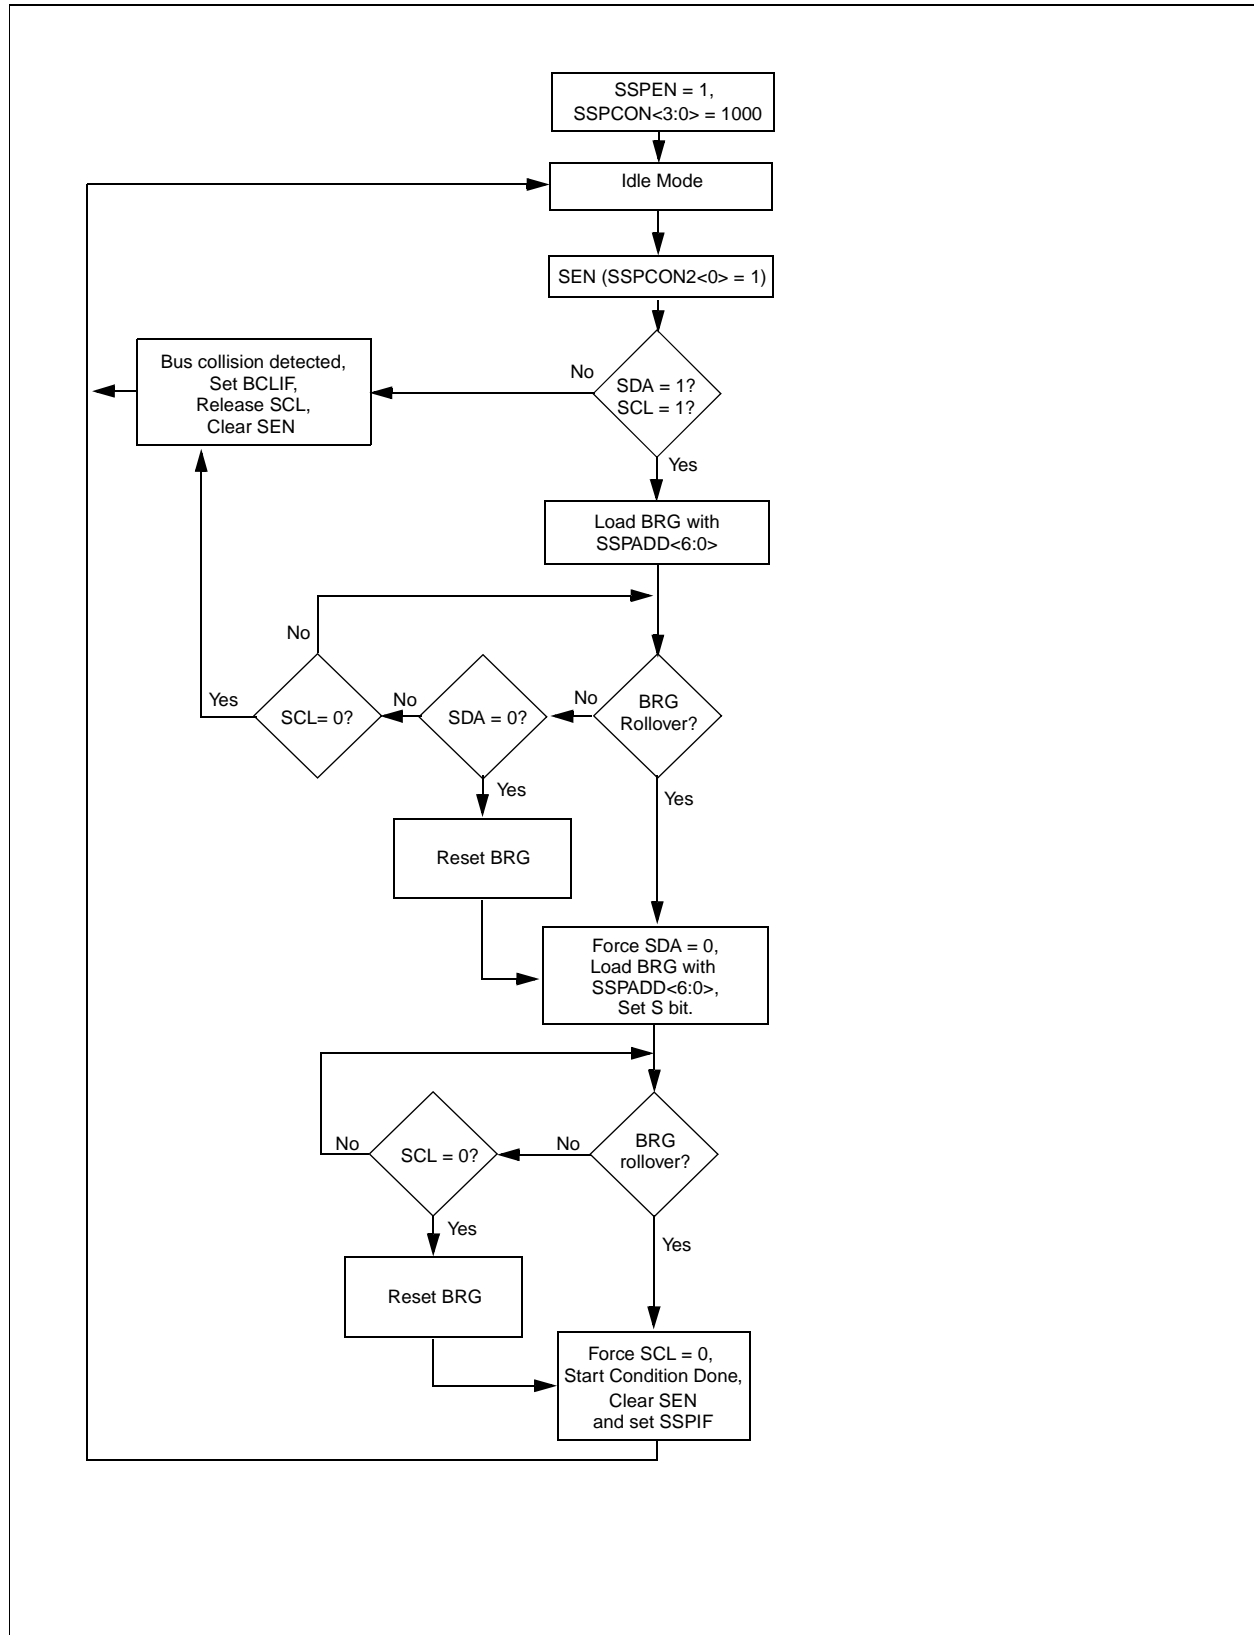 SSPEN = 1,
SSPCON<3:0> = 1000
Idle Mode
SEN (SSPCON2<0> = 1)
Bus collision detected,
Set BCLIF,
Release SCL,
Clear SEN
No
SDA = 1?
SCL = 1?
Yes
Load BRG with
SSPADD<6:0>
No
Yes
SCL= 0?
No
SDA = 0?
No
BRG
Rollover?
Yes
Yes
Reset BRG
Force SDA = 0,
Load BRG with
SSPADD<6:0>,
Set S bit.
No
SCL = 0?
No
BRG
rollover?
Yes
Yes
Reset BRG
Force SCL = 0,
Start Condition Done,
Clear SEN
and set SSPIF